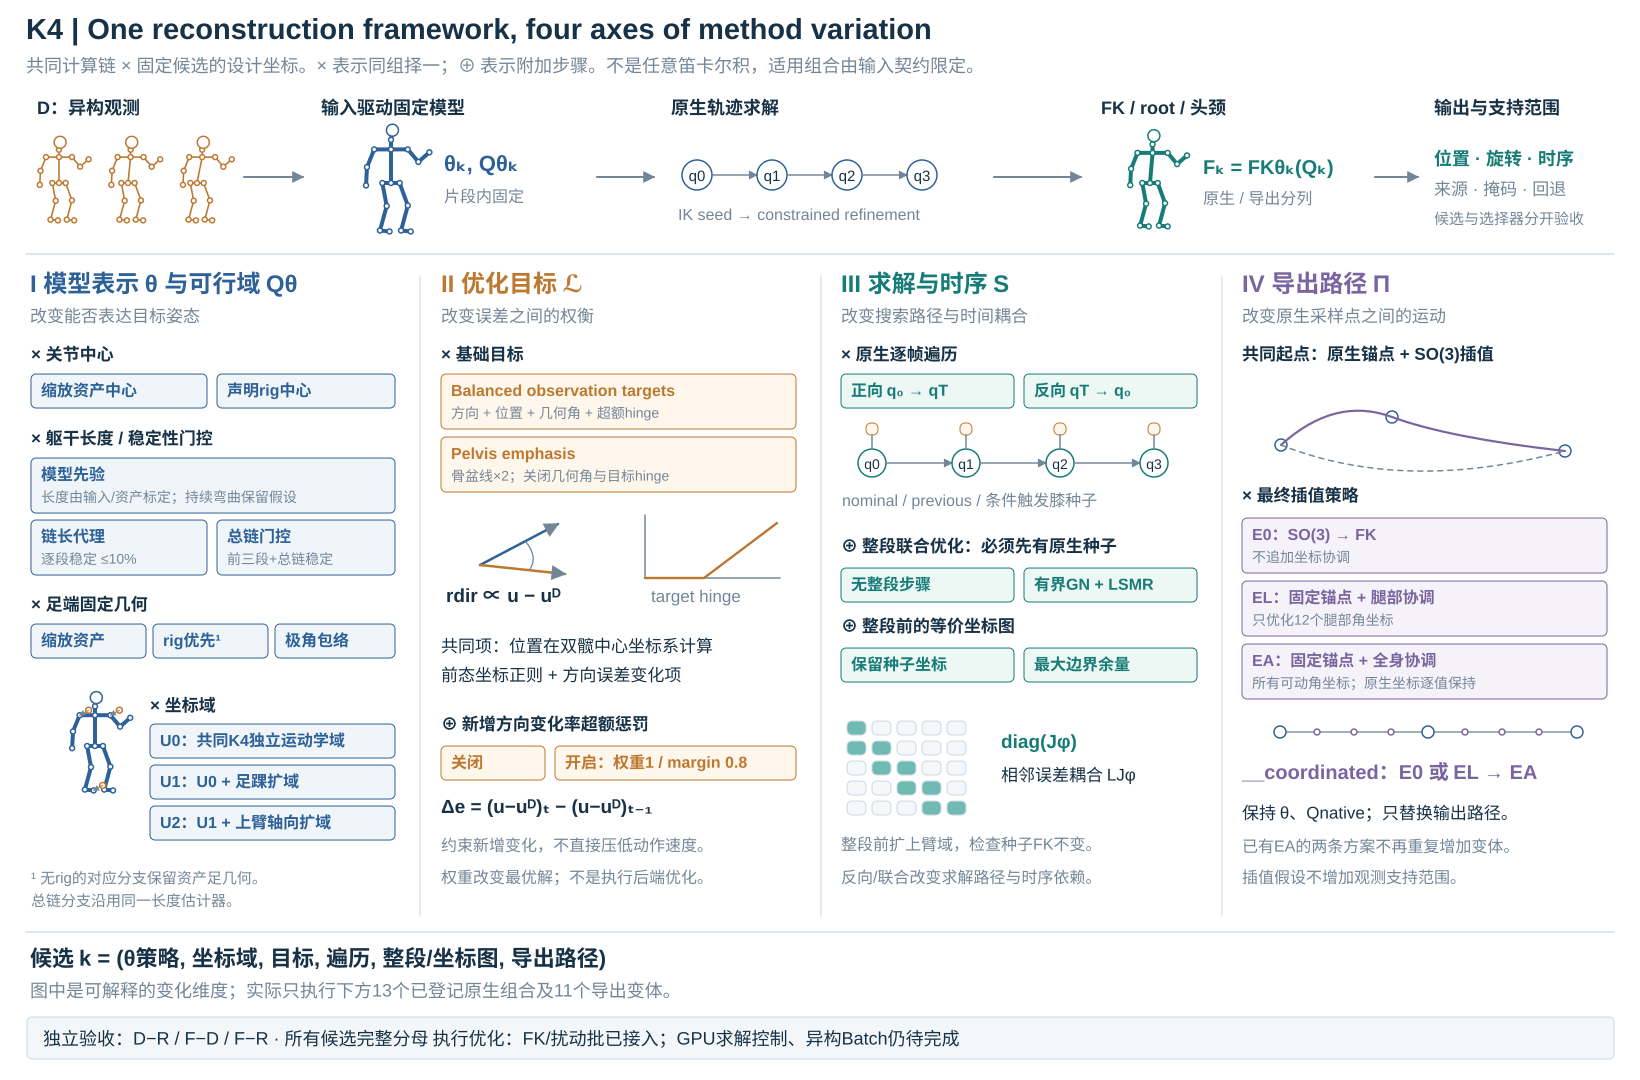 K4 | One reconstruction framework, four axes of method variation
共同计算链 × 固定候选的设计坐标。× 表示同组择一；⊕ 表示附加步骤。不是任意笛卡尔积，适用组合由输入契约限定。
D：异构观测
输入驱动固定模型
原生轨迹求解
FK / root / 头颈
输出与支持范围
θₖ, Qθₖ
片段内固定
q0
q1
q2
q3
IK seed → constrained refinement
Fₖ = FKθₖ(Qₖ)
原生 / 导出分列
位置 · 旋转 · 时序
来源 · 掩码 · 回退
候选与选择器分开验收
I 模型表示 θ 与可行域 Qθ
改变能否表达目标姿态
× 关节中心
缩放资产中心
声明rig中心
× 躯干长度 / 稳定性门控
模型先验
长度由输入/资产标定；持续弯曲保留假设
链长代理
逐段稳定 ≤10%
总链门控
前三段+总链稳定
× 足端固定几何
缩放资产
rig优先¹
极角包络
× 坐标域
U0：共同K4独立运动学域
U1：U0 + 足踝扩域
U2：U1 + 上臂轴向扩域
¹ 无rig的对应分支保留资产足几何。
总链分支沿用同一长度估计器。
II 优化目标 ℒ
改变误差之间的权衡
× 基础目标
Balanced observation targets
方向 + 位置 + 几何角 + 超额hinge
Pelvis emphasis
骨盆线×2；关闭几何角与目标hinge
rdir ∝ u − uᴰ
target hinge
共同项：位置在双髋中心坐标系计算
前态坐标正则 + 方向误差变化项
⊕ 新增方向变化率超额惩罚
关闭
开启：权重1 / margin 0.8
Δe = (u−uᴰ)ₜ − (u−uᴰ)ₜ₋₁
约束新增变化，不直接压低动作速度。
权重改变最优解；不是执行后端优化。
III 求解与时序 S
改变搜索路径与时间耦合
× 原生逐帧遍历
正向 q₀ → qT
反向 qT → q₀
q0
q1
q2
q3
nominal / previous / 条件触发膝种子
⊕ 整段联合优化：必须先有原生种子
无整段步骤
有界GN + LSMR
⊕ 整段前的等价坐标图
保留种子坐标
最大边界余量
diag(Jφ)
相邻误差耦合 LJφ
整段前扩上臂域，检查种子FK不变。
反向/联合改变求解路径与时序依赖。
IV 导出路径 Π
改变原生采样点之间的运动
共同起点：原生锚点 + SO(3)插值
× 最终插值策略
E0：SO(3) → FK
不追加坐标协调
EL：固定锚点 + 腿部协调
只优化12个腿部角坐标
EA：固定锚点 + 全身协调
所有可动角坐标；原生坐标逐值保持
__coordinated：E0 或 EL → EA
保持 θ、Qnative；只替换输出路径。
已有EA的两条方案不再重复增加变体。
插值假设不增加观测支持范围。
候选 k = (θ策略, 坐标域, 目标, 遍历, 整段/坐标图, 导出路径)
图中是可解释的变化维度；实际只执行下方13个已登记原生组合及11个导出变体。
独立验收：D−R / F−D / F−R · 所有候选完整分母 执行优化：FK/扰动批已接入；GPU求解控制、异构Batch仍待完成